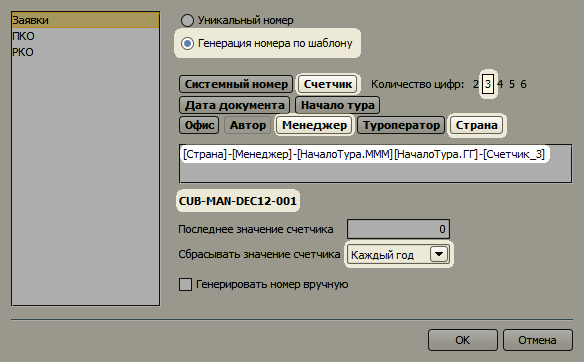 Заявки
ПКО
РКО
Уникальный номер
Генерация номера по шаблону
Системный номер Счетчик Количество цифр: 2 3 4 5 6
Дата документа Начало тура
Офис Автор Менеджер Туроператор Страна
[Страна]-[Менеджер]-[НачалоТура.МММ][НачалоТура.ГГ]-[Счетчик_3]
CUB-MAN-DEC12-001
Последнее значение счетчика 0
Сбрасывать значение счетчика Каждый год
Генерировать номер вручную
OK Отмена